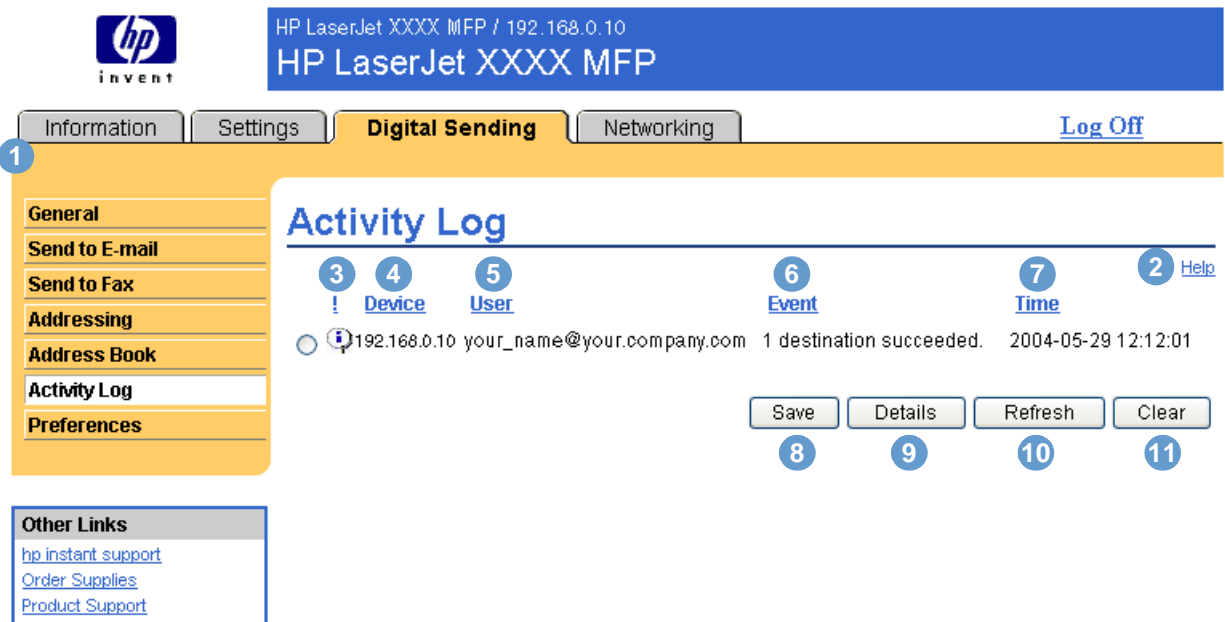 hp
invent
HP LaserJet XXXX MFP / 192.168.0.10
HP LaserJet XXXX MFP
Information Settings Digital Sending Networking Log Off
1
General
Send to E-mail
Send to Fax
Addressing
Address Book
Activity Log
Preferences
Activity Log
2 Help
3 4 5 6 7
! Device User Event Time
192.168.0.10 your_name@your.company.com 1 destination succeeded. 2004-05-29 12:12:01
Save Details Refresh Clear
8 9 10 11
Other Links
hp instant support
Order Supplies
Product Support